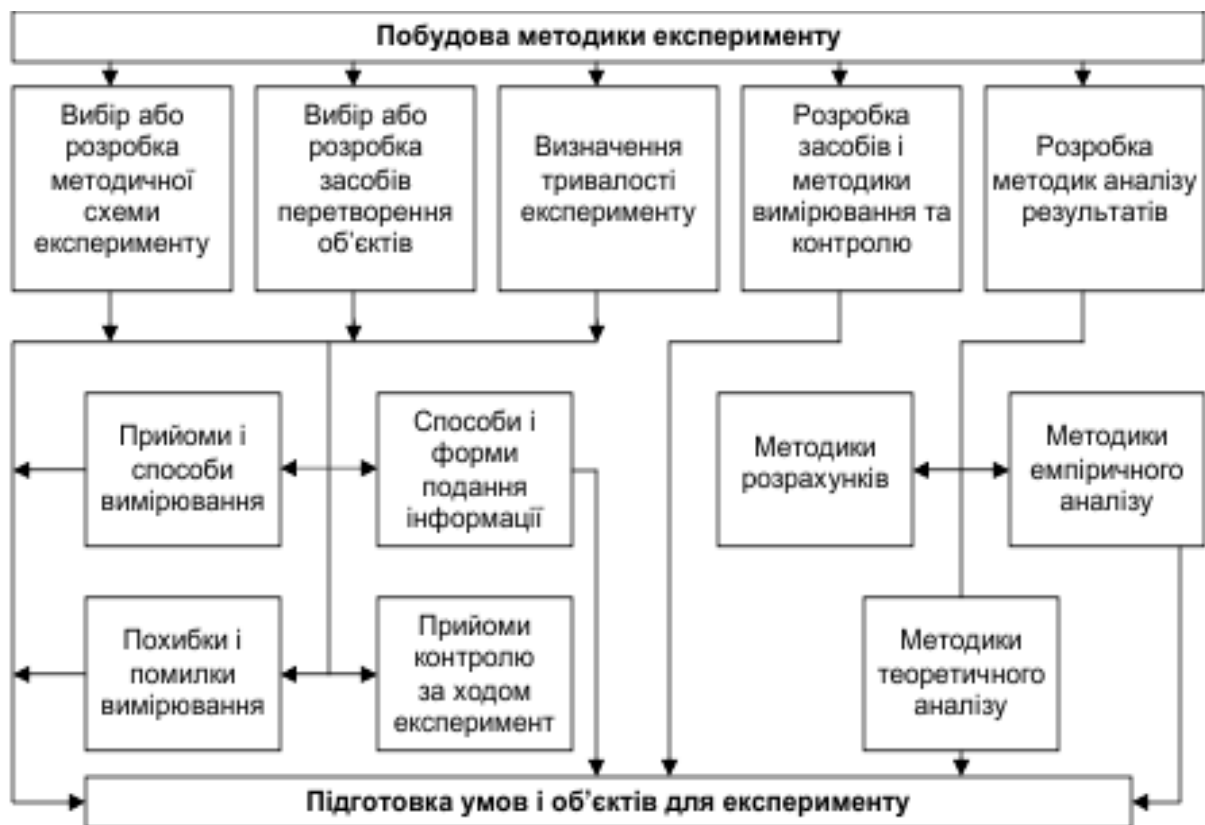 Побудова методики експерименту
Вибір або
розробка
методичної
схеми
експерименту
Вибір або
розробка
засобів
перетворення
об’єктів
Визначення
тривалості
експерименту
Розробка
засобів і
методики
вимірювання та
контролю
Розробка
методик аналізу
результатів
Прийоми і
способи
вимірювання
Способи і
форми
подання
інформації
Методики
розрахунків
Методики
емпіричного
аналізу
Похибки і
помилки
вимірювання
Прийоми
контролю
за ходом
експеримент
Методики
теоретичного
аналізу
Підготовка умов і об’єктів для експерименту